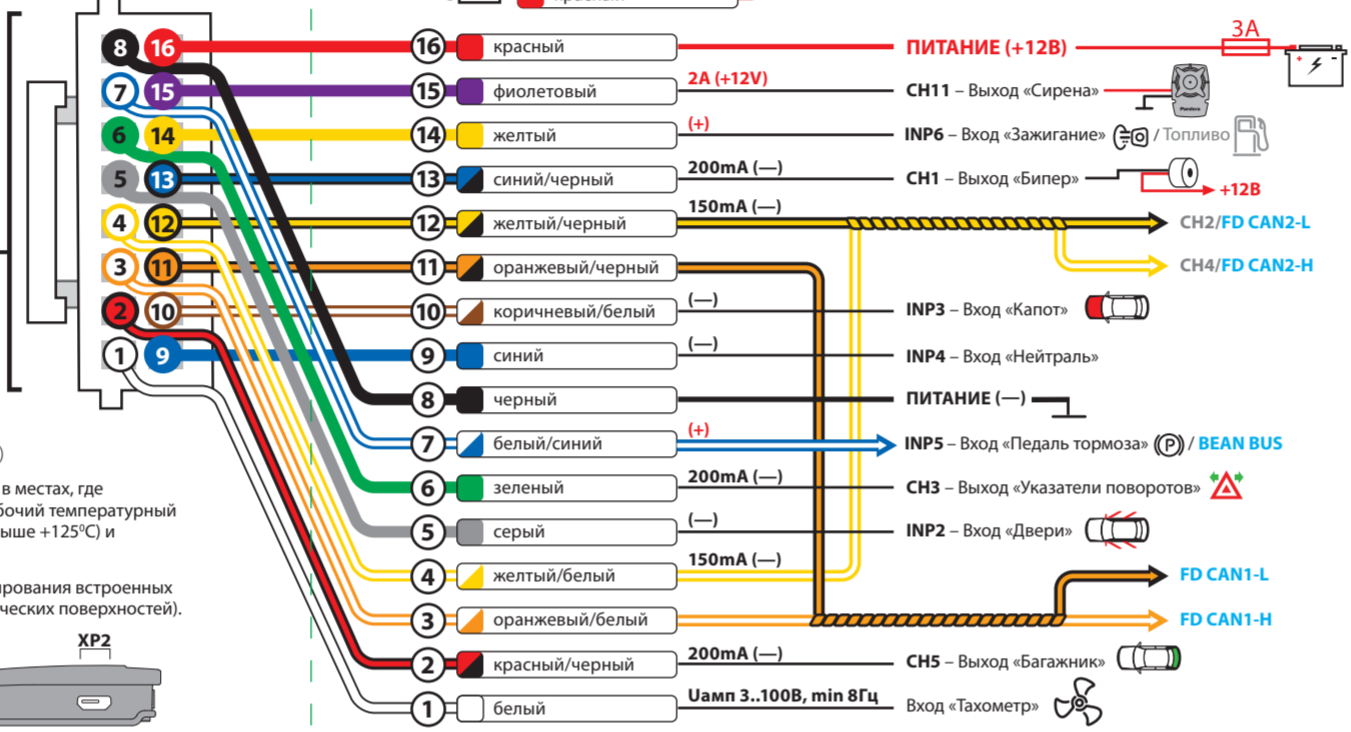 16 красный ПИТАНИЕ (+12В) 3А
+ -
15 фиолетовый 2А (+12V) CH11 – Выход «Сирена»
Pandora
14 желтый (+) INP6 – Вход «Зажигание» / Топливо
13 синий/черный 200mA (—) CH1 – Выход «Бипер»
+12В
12 желтый/черный 150mA (—) CH2/FD CAN2-L
CH4/FD CAN2-H
11 оранжевый/черный
10 коричневый/белый (—) INP3 – Вход «Капот»
9 синий (—) INP4 – Вход «Нейтраль»
8 черный ПИТАНИЕ (—)
7 белый/синий (+) INP5 – Вход «Педаль тормоза» (P) / BEAN BUS
6 зеленый 200mA (—) CH3 – Выход «Указатели поворотов»
5 серый (—) INP2 – Вход «Двери»
4 желтый/белый 150mA (—)
FD CAN1-L
3 оранжевый/белый FD CAN1-H
2 красный/черный 200mA (—) CH5 – Выход «Багажник»
1 белый Uамп 3..100В, min 8Гц Вход «Тахометр»
8 16
7 15
6 14
5 13
4 12
3 11
2 10
1 9
)
в местах, где
бочий температурный
ыше +125⁰C) и
ирования встроенных
ических поверхностей).
XP2